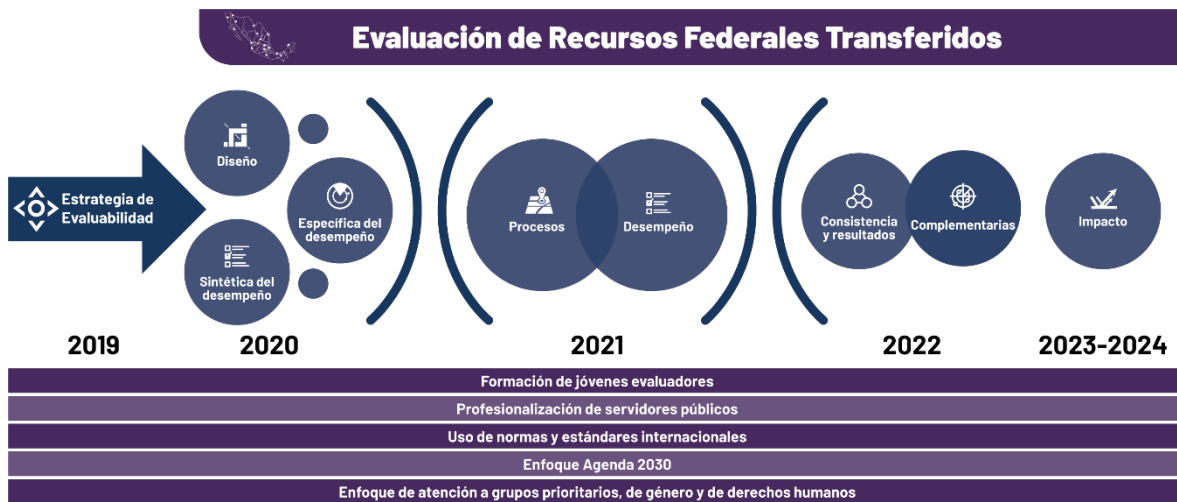 Evaluación de Recursos Federales Transferidos
Estrategia de
Evaluabilidad
Diseño
Específica del
desempeño
Sintética del
desempeño
Procesos
Desempeño
Consistencia
y resultados
Complementarias
Impacto
2019
2020
2021
2022
2023-2024
Formación de jóvenes evaluadores
Profesionalización de servidores públicos
Uso de normas y estándares internacionales
Enfoque Agenda 2030
Enfoque de atención a grupos prioritarios, de género y de derechos humanos